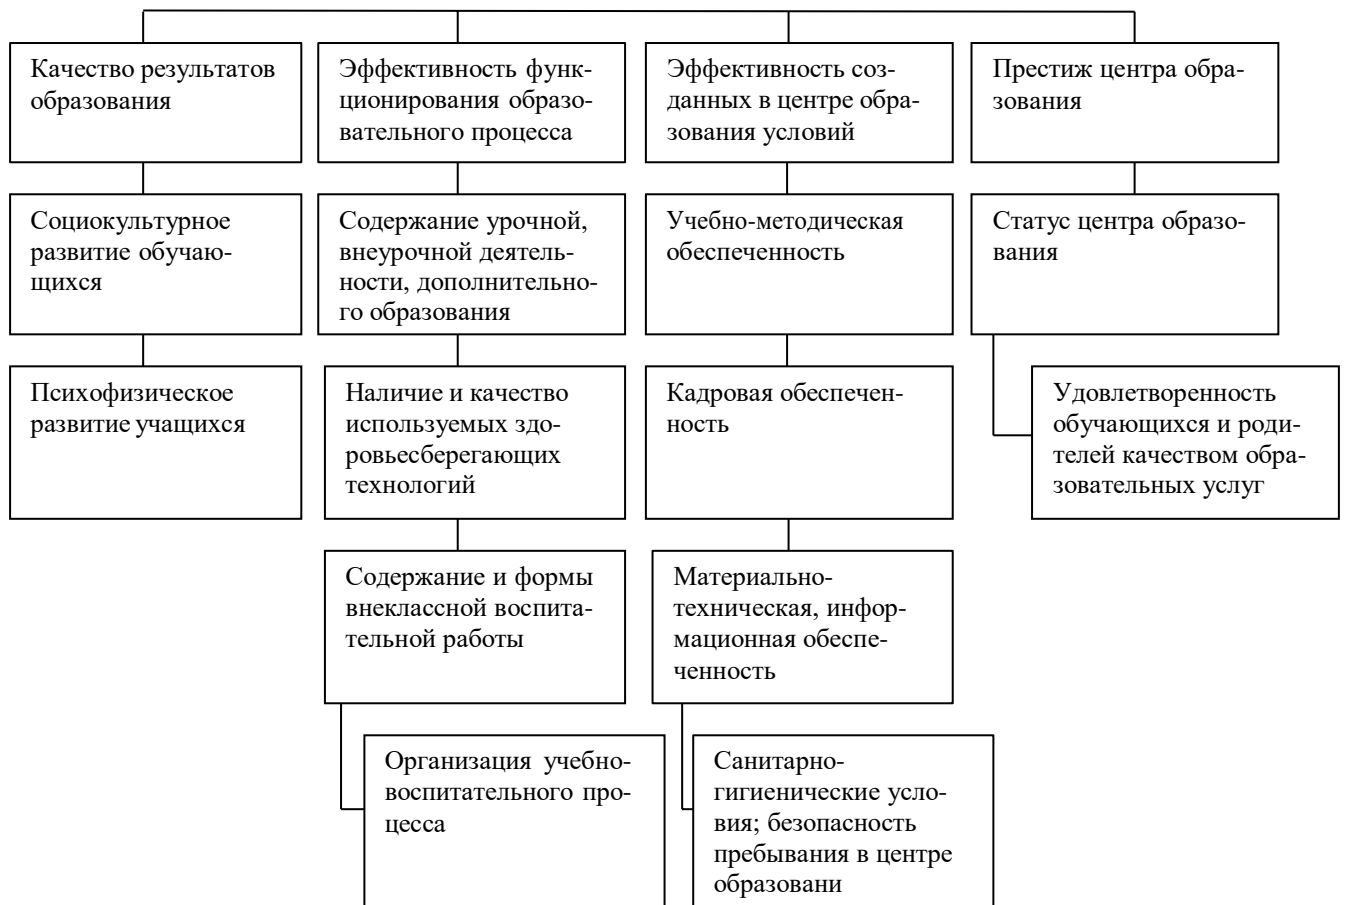 Качество результатов
образования
Эффективность функ-
ционирования образо-
вательного процесса
Эффективность соз-
данных в центре обра-
зования условий
Престиж центра обра-
зования
Социокультурное
развитие обучаю-
щихся
Содержание урочной,
внеурочной деятель-
ности, дополнительно-
го образования
Учебно-методическая
обеспеченность
Статус центра образо-
вания
Психофизическое
развитие учащихся
Наличие и качество
используемых здо-
ровьесберегающих
технологий
Кадровая обеспечен-
ность
Удовлетворенность
обучающихся и роди-
телей качеством обра-
зовательных услуг
Содержание и формы
внеклассной воспита-
тельной работы
Материально-
техническая, инфор-
мационная обеспе-
ченность
Организация учебно-
воспитательного про-
цесса
Санитарно-
гигиенические усло-
вия; безопасность
пребывания в центре
образовани